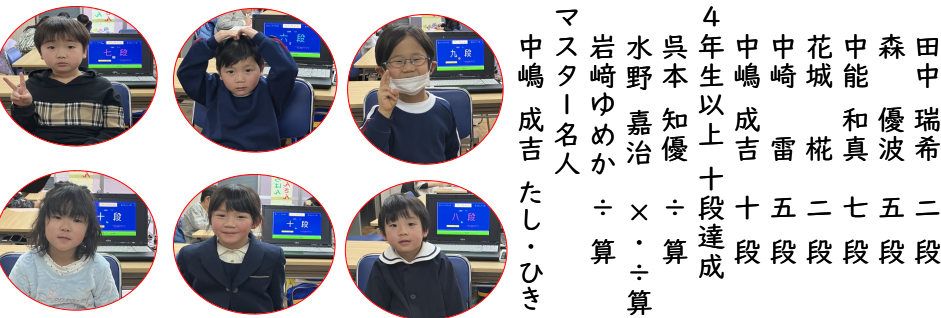 田中 瑞希 二 段
森 優波 五 段
中能 和真 七 段
花城 椛 二 段
中崎 雷 五 段
中嶋 成吉 十 段
4年生以上 十段達成
呉本 知優 ÷ 算
水野 嘉治 ×・÷算
岩﨑ゆめか ÷ 算
マスター名人
中嶋 成吉 たし・ひき
六 段
九 段
十 段
十 段
八 段